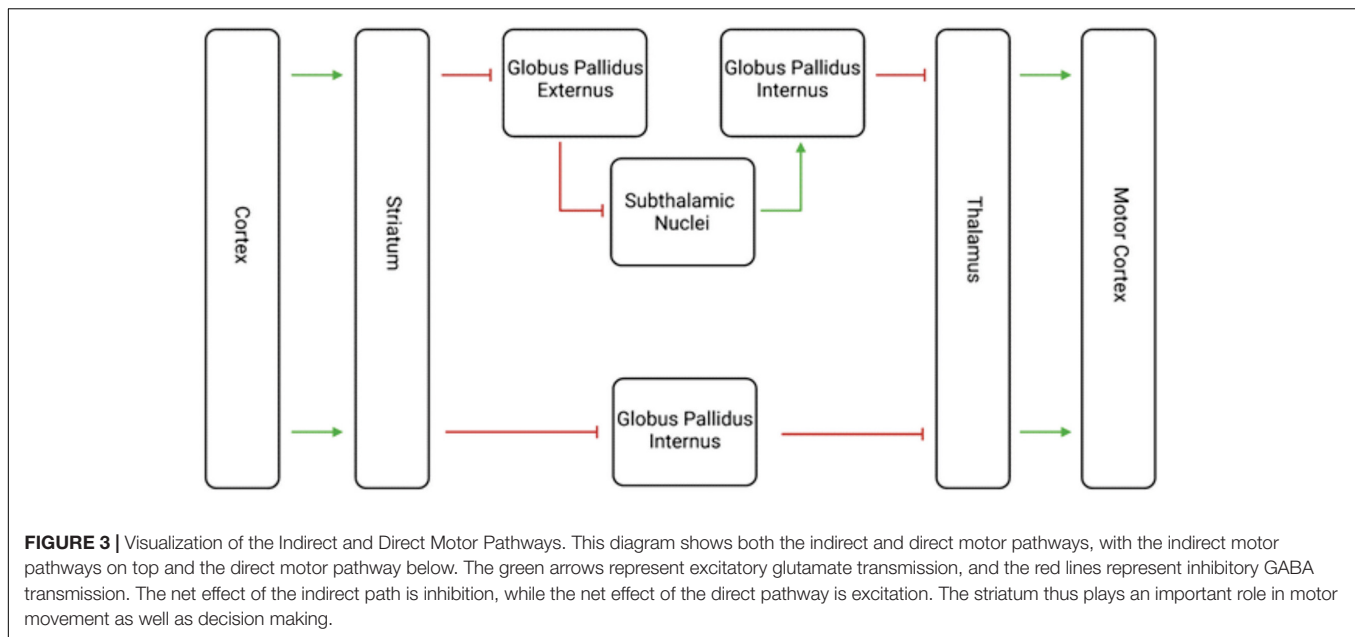 Globus Pallidus
Externus
Globus Pallidus
Internus
Subthalamic
Nuclei
Cortex
Striatum
Thalamus
Motor Cortex
Globus Pallidus
Internus
FIGURE 3 | Visualization of the Indirect and Direct Motor Pathways. This diagram shows both the indirect and direct motor pathways, with the indirect motor
pathways on top and the direct motor pathway below. The green arrows represent excitatory glutamate transmission, and the red lines represent inhibitory GABA
transmission. The net effect of the indirect path is inhibition, while the net effect of the direct pathway is excitation. The striatum thus plays an important role in motor
movement as well as decision making.